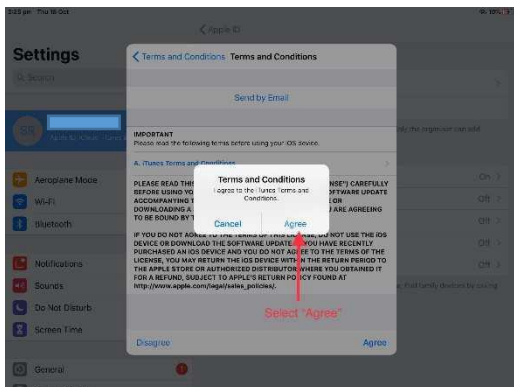 3:25 pm Thu 18 Oct
Apple ID
Settings
Search
Terms and Conditions Terms and Conditions
Send by Email
SR
IMPORTANT
Please read the following terms before using your iOS device.
A. iTunes Terms and Conditions
Terms and Conditions
I agree to the iTunes Terms and
Conditions.
Cancel Agree
PLEASE READ THIS
NSE") CAREFULLY
BEFORE USING YO
OFTWARE UPDATE
ACCOMPANYING T
E OR
DOWNLOADING A
U ARE AGREEING
TO BE BOUND BY T
IF YOU DO NOT AGREE TO THE TERMS OF THIS LICENSE, DO NOT USE THE iOS
DEVICE OR DOWNLOAD THE SOFTWARE UPDATE. IF YOU HAVE RECENTLY
PURCHASED AN iOS DEVICE AND YOU DO NOT AGREE TO THE TERMS OF THE
LICENSE, YOU MAY RETURN THE iOS DEVICE WITHIN THE RETURN PERIOD TO
THE APPLE STORE OR AUTHORIZED DISTRIBUTOR WHERE YOU OBTAINED IT
FOR A REFUND, SUBJECT TO APPLE'S RETURN POLICY FOUND AT
http://www.apple.com/legal/sales_policies/.
Select "Agree"
Disagree Agree
Aeroplane Mode
Wi-Fi
Bluetooth
Notifications
Sounds
Do Not Disturb
Screen Time
General
On
Off
Off
Off
Off